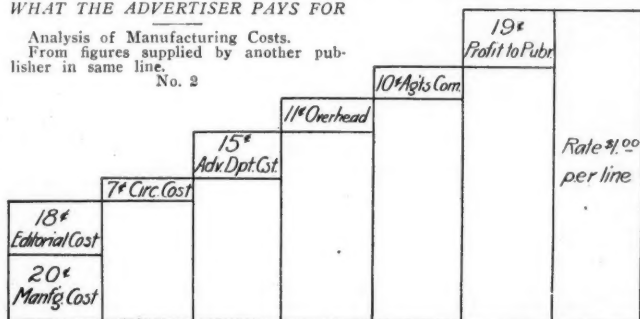 WHAT THE ADVERTISER PAYS FOR
Analysis of Manufacturing Costs.
From figures supplied by another pub-
lisher in same line.
No. 2
19¢
Profit to Pubr.
10¢ Agts Com.
11¢ Overhead
15¢
Adv. Dpt. Cst.
7¢ Circ. Cost
18¢
Editorial Cost
20¢
Manfg. Cost
Rate $1.00
per line